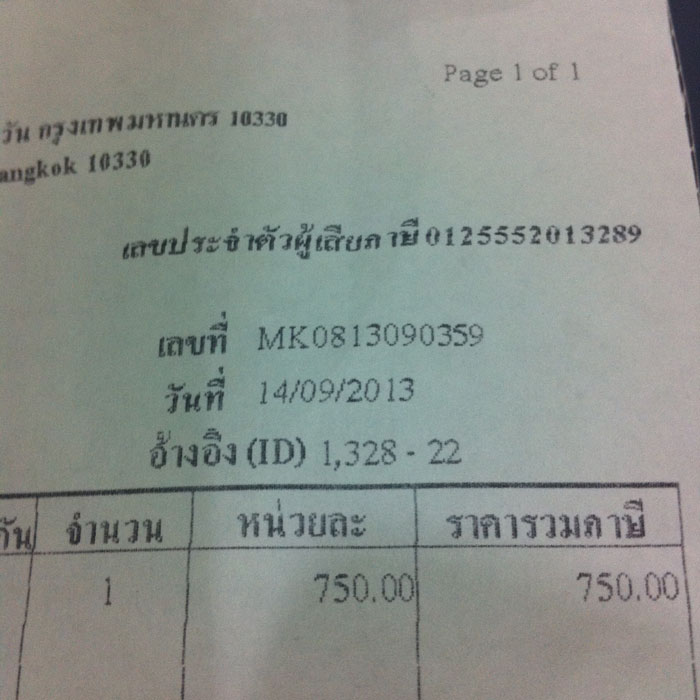 Page 1 of 1
วัน กรุงเทพมหานคร 10330
angkok 10330
เลขประจำตัวผู้เสียภาษี 0125552013289
เลขที่ MK0813090359
วันที่ 14/09/2013
อ้างอิง (ID) 1,328 - 22
กัน จำนวน หน่วยละ ราคารวมภาษี
1 750.00 750.00